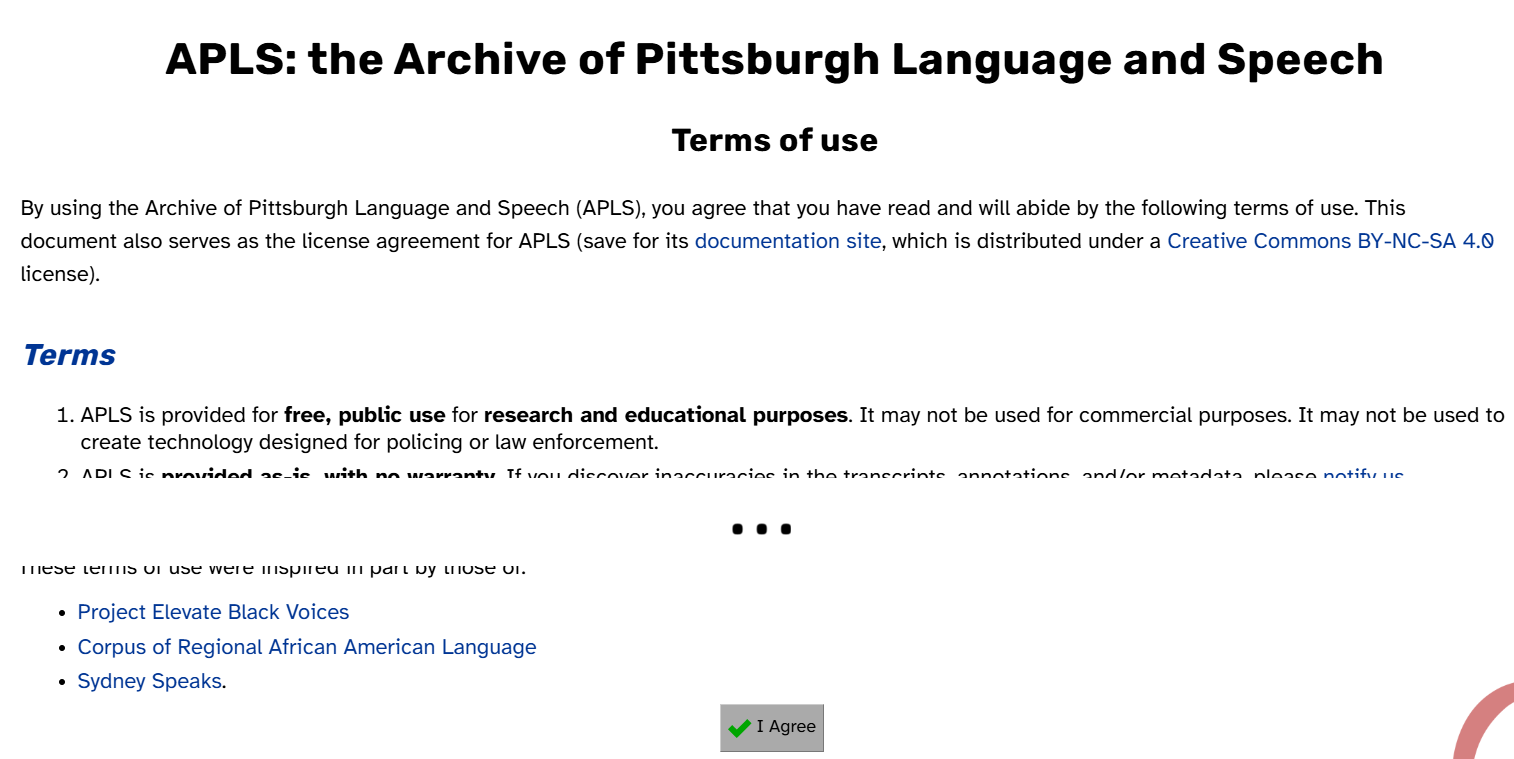 APLS: the Archive of Pittsburgh Language and Speech
Terms of use
By using the Archive of Pittsburgh Language and Speech (APLS), you agree that you have read and will abide by the following terms of use. This
document also serves as the license agreement for APLS (save for its documentation site, which is distributed under a Creative Commons BY-NC-SA 4.0
license).
Terms
1. APLS is provided for free, public use for research and educational purposes. It may not be used for commercial purposes. It may not be used to
create technology designed for policing or law enforcement.
2. APLS is provided as-is, with no warranty. If you discover inaccuracies in the transcripts, annotations, and/or metadata, please notify us
...
These terms of use were inspired in part by those of:
• Project Elevate Black Voices
• Corpus of Regional African American Language
• Sydney Speaks.
I Agree